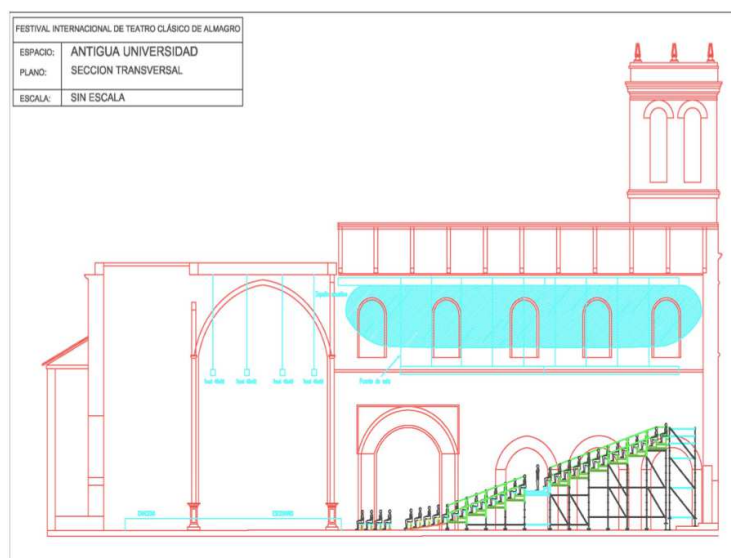 FESTIVAL INTERNACIONAL DE TEATRO CLÁSICO DE ALMAGRO
ESPACIO: ANTIGUA UNIVERSIDAD
PLANO: SECCION TRANSVERSAL
ESCALA: SIN ESCALA